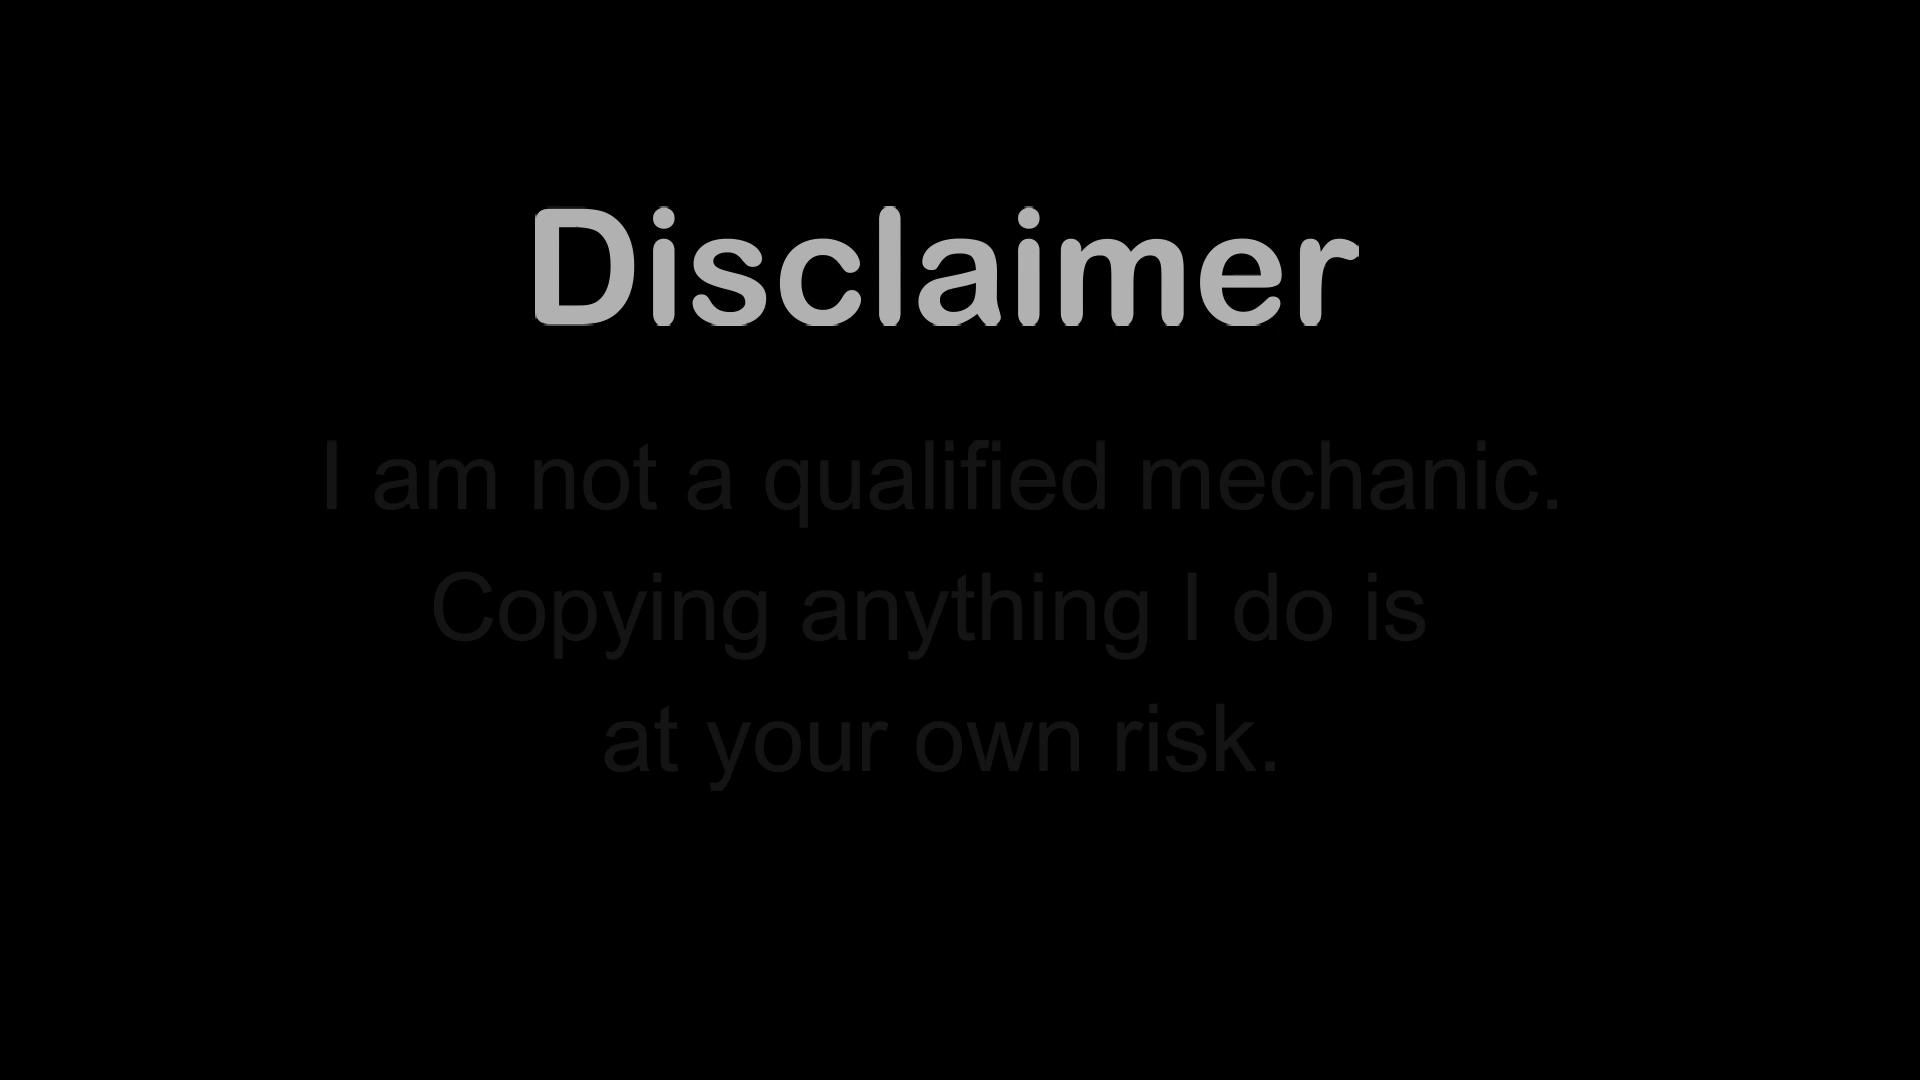 Disclaimer
I am not a qualified mechanic.
Copying anything I do is
at your own risk.